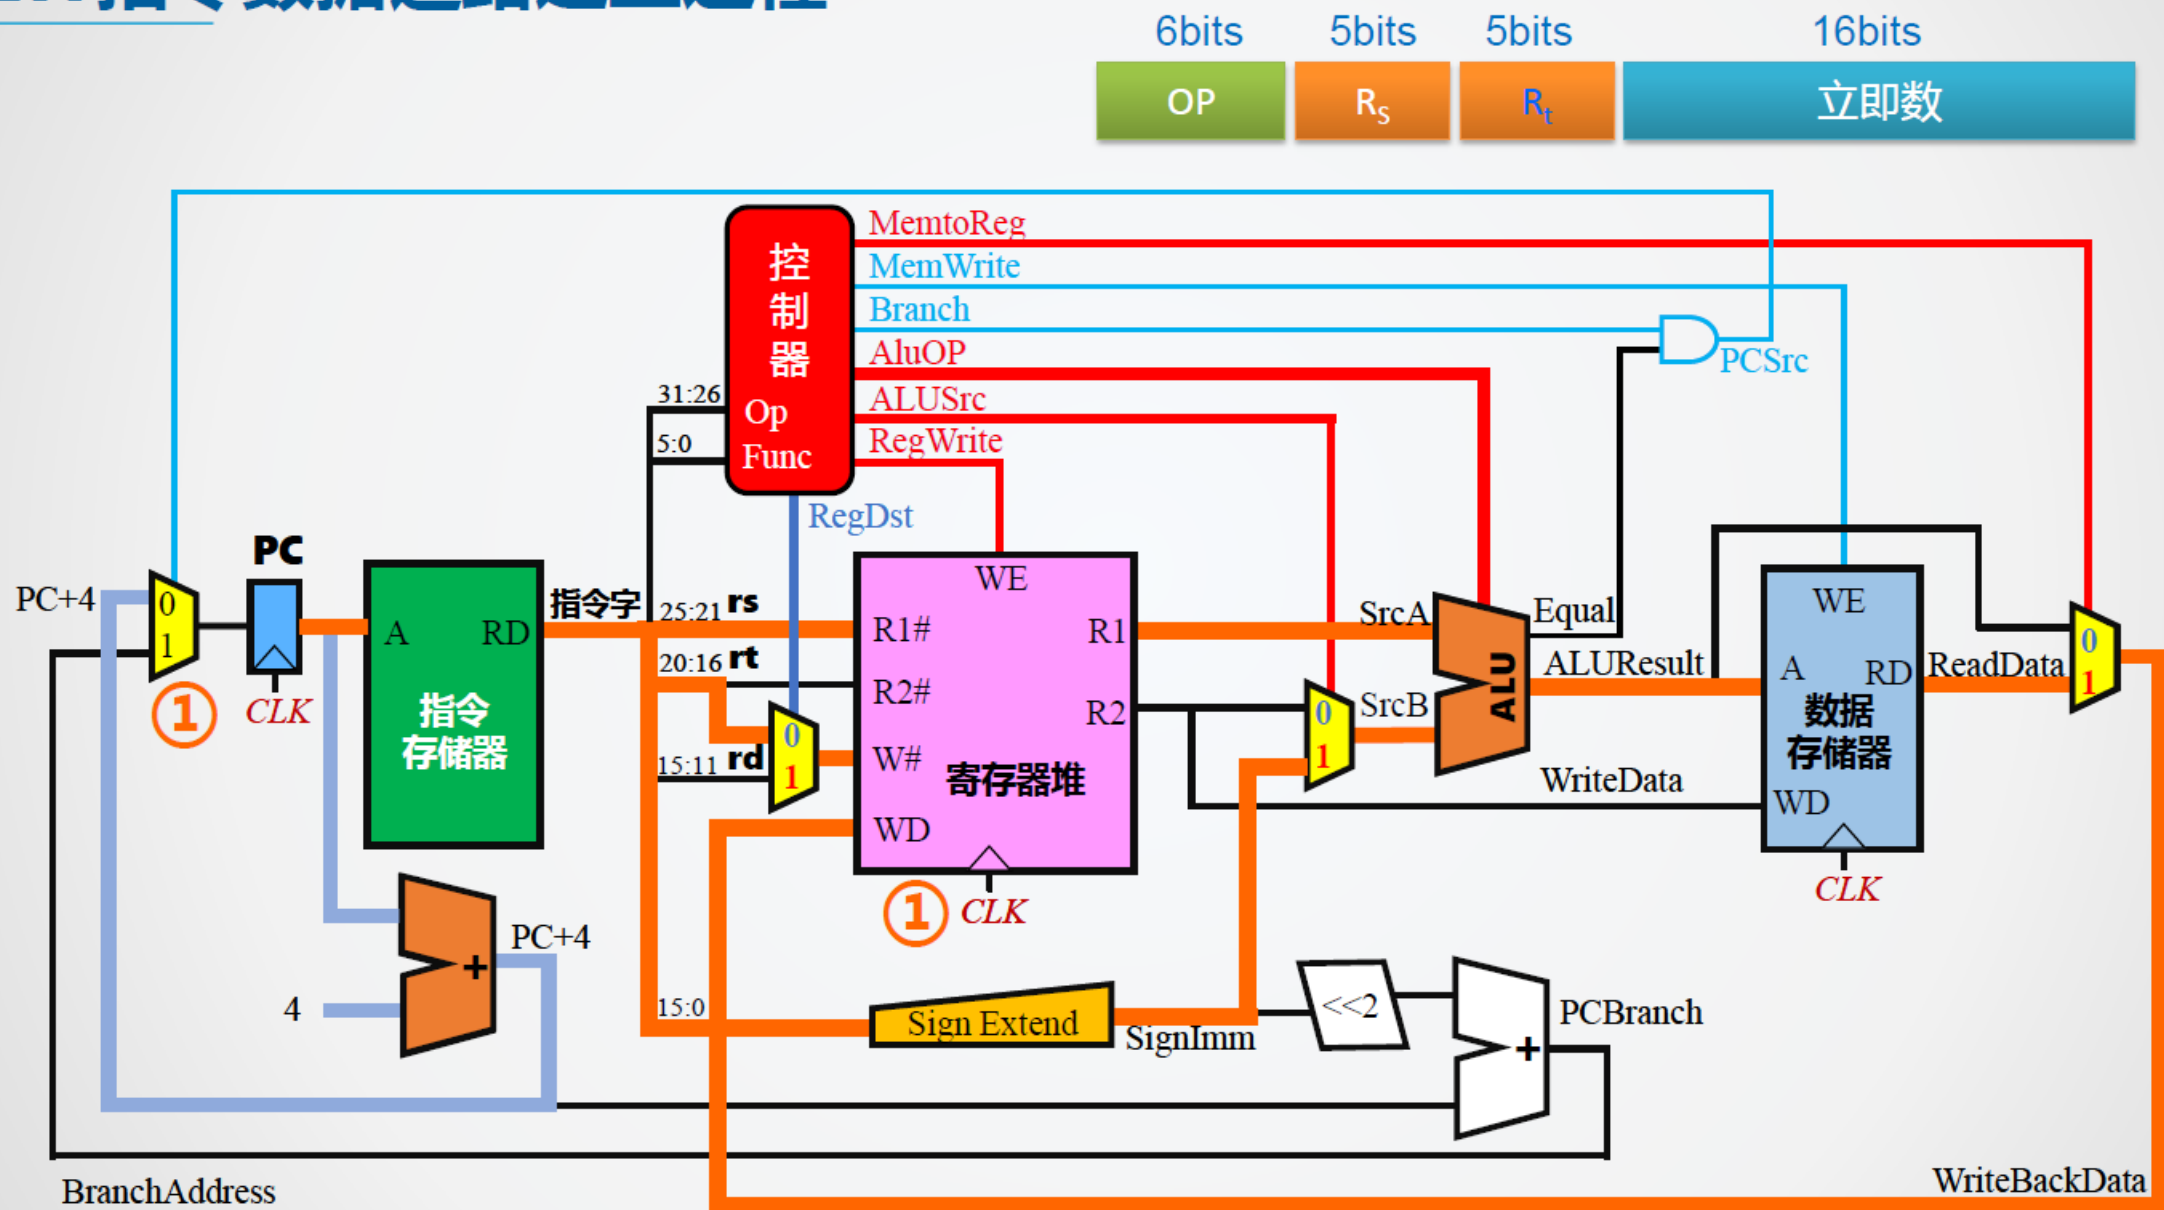 6bits 5bits 5bits 16bits
OP RS Rt 立即数
MemtoReg
控制器
MemWrite
Branch
AluOP
PCSrc
31:26
Op
ALUSrc
5:0
Func
RegWrite
RegDst
PC
PC+4
0
1
①
CLK
A
RD
指令
存储器
指令字
25:21 rs
20:16 rt
15:11 rd
0
1
WE
R1#
R2#
W#
WD
R1
R2
寄存器堆
①
CLK
0
1
SrcA
SrcB
ALU
Equal
ALUResult
WriteData
WE
A
RD
数据
存储器
WD
CLK
ReadData
0
1
4
+
PC+4
15:0
Sign Extend
SignImm
<<2
+
PCBranch
BranchAddress
WriteBackData